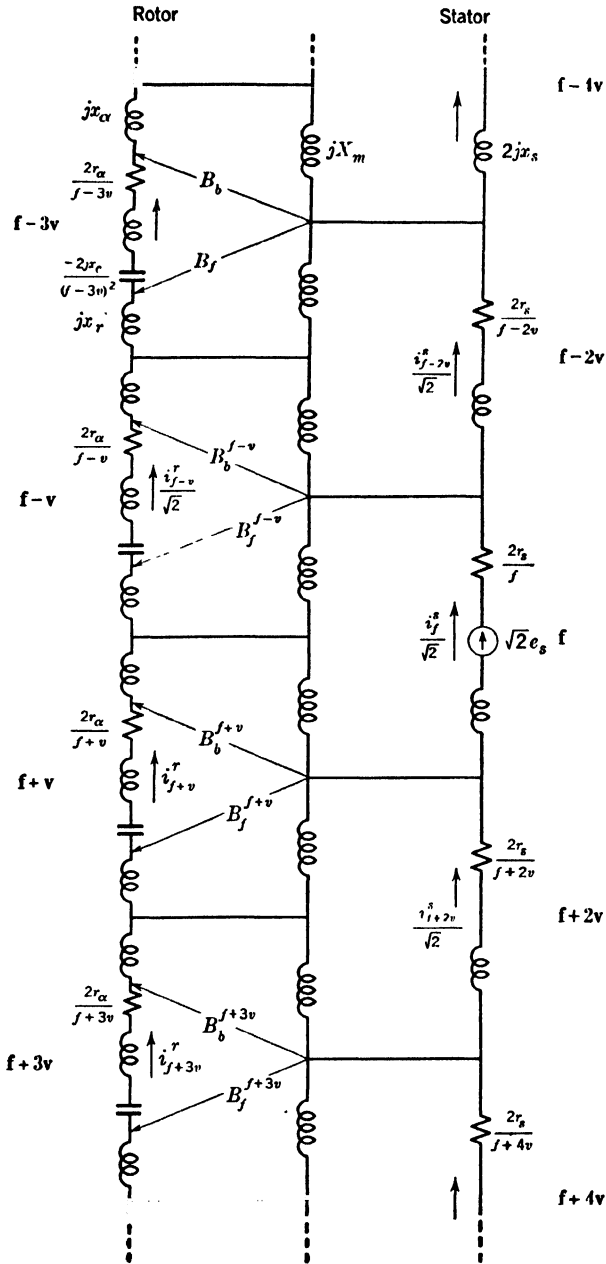 Rotor Stator
f-1v
jx_α jX_m 2jx_s
2r_α/f-3v B_b
f-3v
B_f
-2jx_c/(f-3v)^2 2r_s/f-2v
jx_r
i^s_{f-2v}/√2 f-2v
2r_α/f-v B_b^{f-v}
f-v i^r_{f-v}/√2
B_f^{f-v} 2r_s/f
i^s_f/√2 √2e_s f
2r_α/f+v B_b^{f+v}
f+v i^r_{f+v}
B_f^{f+v} 2r_s/f+2v
i^s_{f+2v}/√2 f+2v
2r_α/f+3v B_b^{f+3v}
f+3v i^r_{f+3v}
B_f^{f+3v} 2r_s/f+4v
f+4v